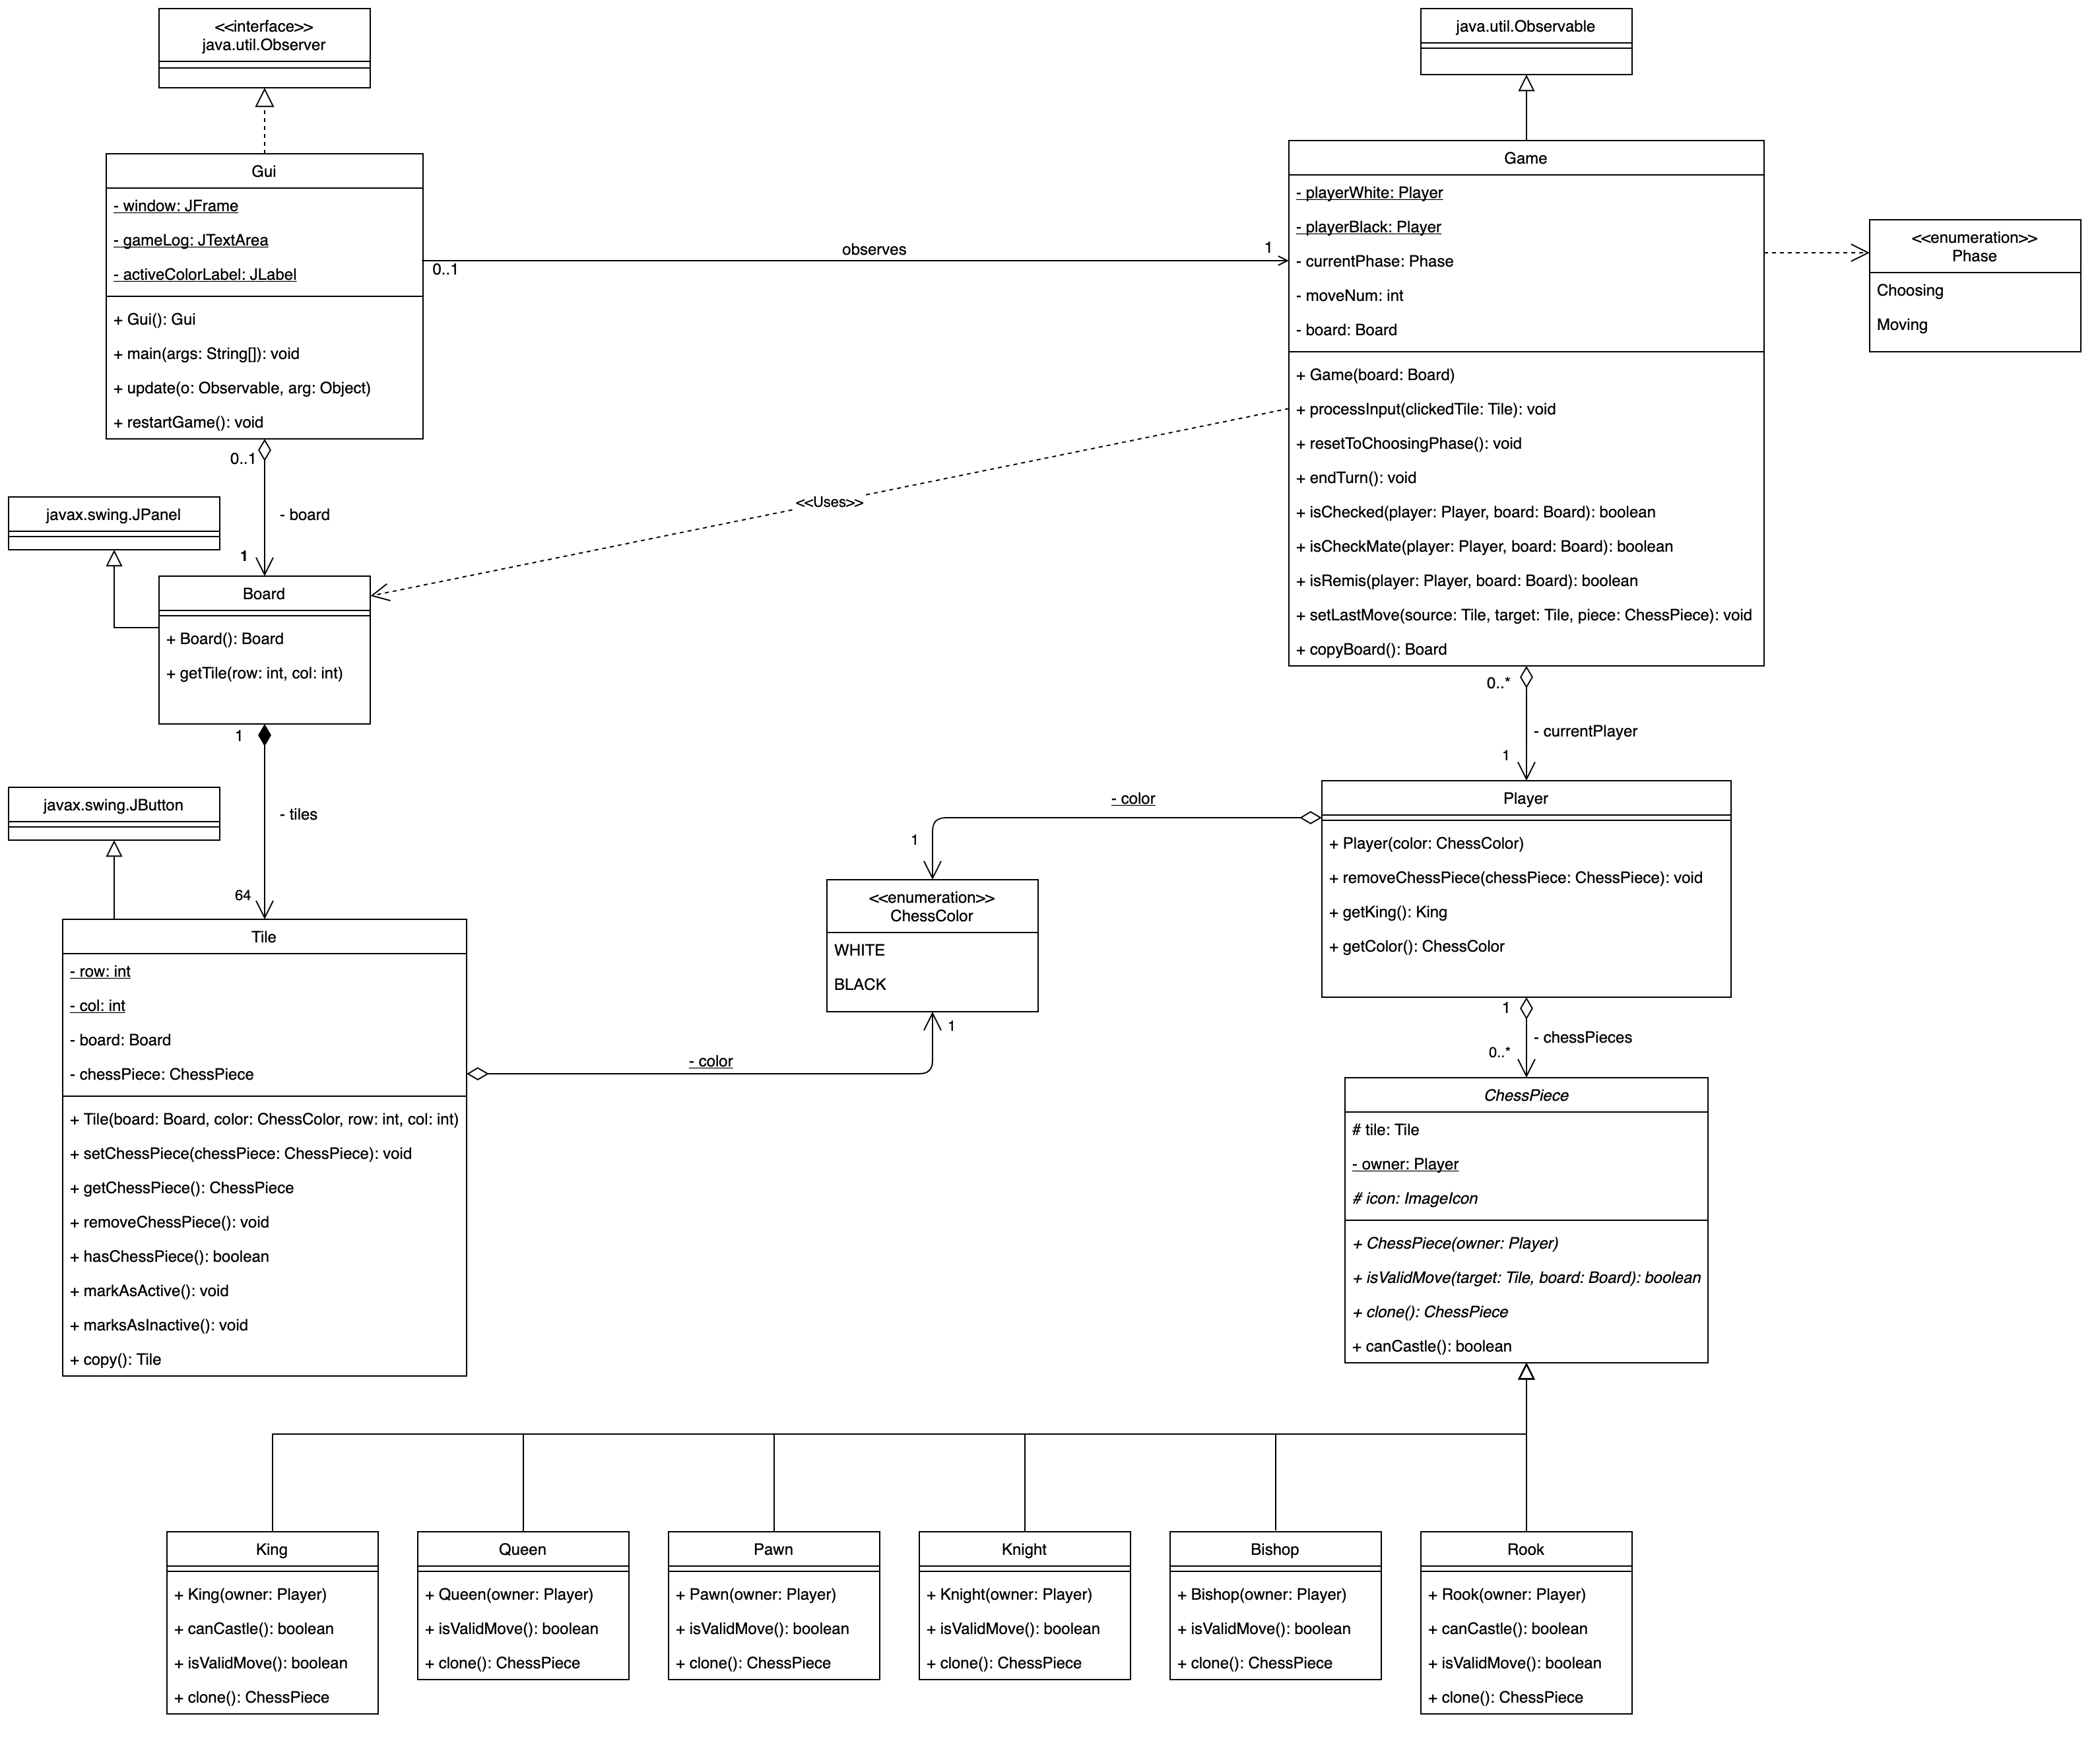 <<interface>>
java.util.Observer
java.util.Observable
Gui
- window: JFrame
- gameLog: JTextArea
- activeColorLabel: JLabel
+ Gui(): Gui
+ main(args: String[]): void
+ update(o: Observable, arg: Object)
+ restartGame(): void
0..1
observes
1
Game
- playerWhite: Player
- playerBlack: Player
- currentPhase: Phase
- moveNum: int
- board: Board
+ Game(board: Board)
+ processInput(clickedTile: Tile): void
+ resetToChoosingPhase(): void
+ endTurn(): void
+ isChecked(player: Player, board: Board): boolean
+ isCheckMate(player: Player, board: Board): boolean
+ isRemis(player: Player, board: Board): boolean
+ setLastMove(source: Tile, target: Tile, piece: ChessPiece): void
+ copyBoard(): Board
<<enumeration>>
Phase
Choosing
Moving
0..1
- board
1
<<Uses>>
javax.swing.JPanel
Board
+ Board(): Board
+ getTile(row: int, col: int)
1
- tiles
64
0..*
- currentPlayer
1
javax.swing.JButton
Player
+ Player(color: ChessColor)
+ removeChessPiece(chessPiece: ChessPiece): void
+ getKing(): King
+ getColor(): ChessColor
- color
1
<<enumeration>>
ChessColor
WHITE
BLACK
1
- color
Tile
- row: int
- col: int
- board: Board
- chessPiece: ChessPiece
+ Tile(board: Board, color: ChessColor, row: int, col: int)
+ setChessPiece(chessPiece: ChessPiece): void
+ getChessPiece(): ChessPiece
+ removeChessPiece(): void
+ hasChessPiece(): boolean
+ markAsActive(): void
+ marksAsInactive(): void
+ copy(): Tile
1
- chessPieces
0..*
ChessPiece
# tile: Tile
- owner: Player
# icon: ImageIcon
+ ChessPiece(owner: Player)
+ isValidMove(target: Tile, board: Board): boolean
+ clone(): ChessPiece
+ canCastle(): boolean
King
+ King(owner: Player)
+ canCastle(): boolean
+ isValidMove(): boolean
+ clone(): ChessPiece
Queen
+ Queen(owner: Player)
+ isValidMove(): boolean
+ clone(): ChessPiece
Pawn
+ Pawn(owner: Player)
+ isValidMove(): boolean
+ clone(): ChessPiece
Knight
+ Knight(owner: Player)
+ isValidMove(): boolean
+ clone(): ChessPiece
Bishop
+ Bishop(owner: Player)
+ isValidMove(): boolean
+ clone(): ChessPiece
Rook
+ Rook(owner: Player)
+ canCastle(): boolean
+ isValidMove(): boolean
+ clone(): ChessPiece